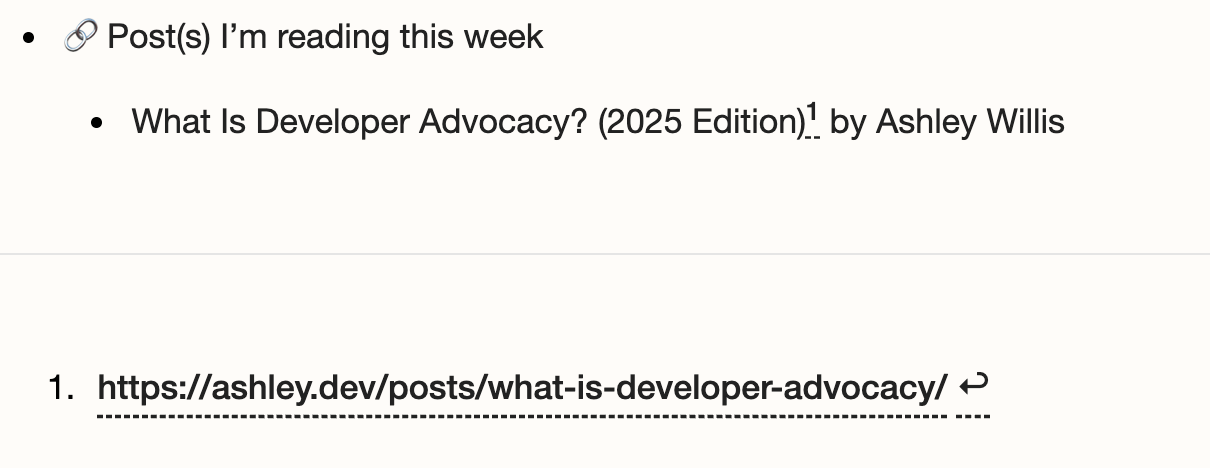 • 🔗 Post(s) I’m reading this week
• What Is Developer Advocacy? (2025 Edition)1 by Ashley Willis
1. https://ashley.dev/posts/what-is-developer-advocacy/ ↩